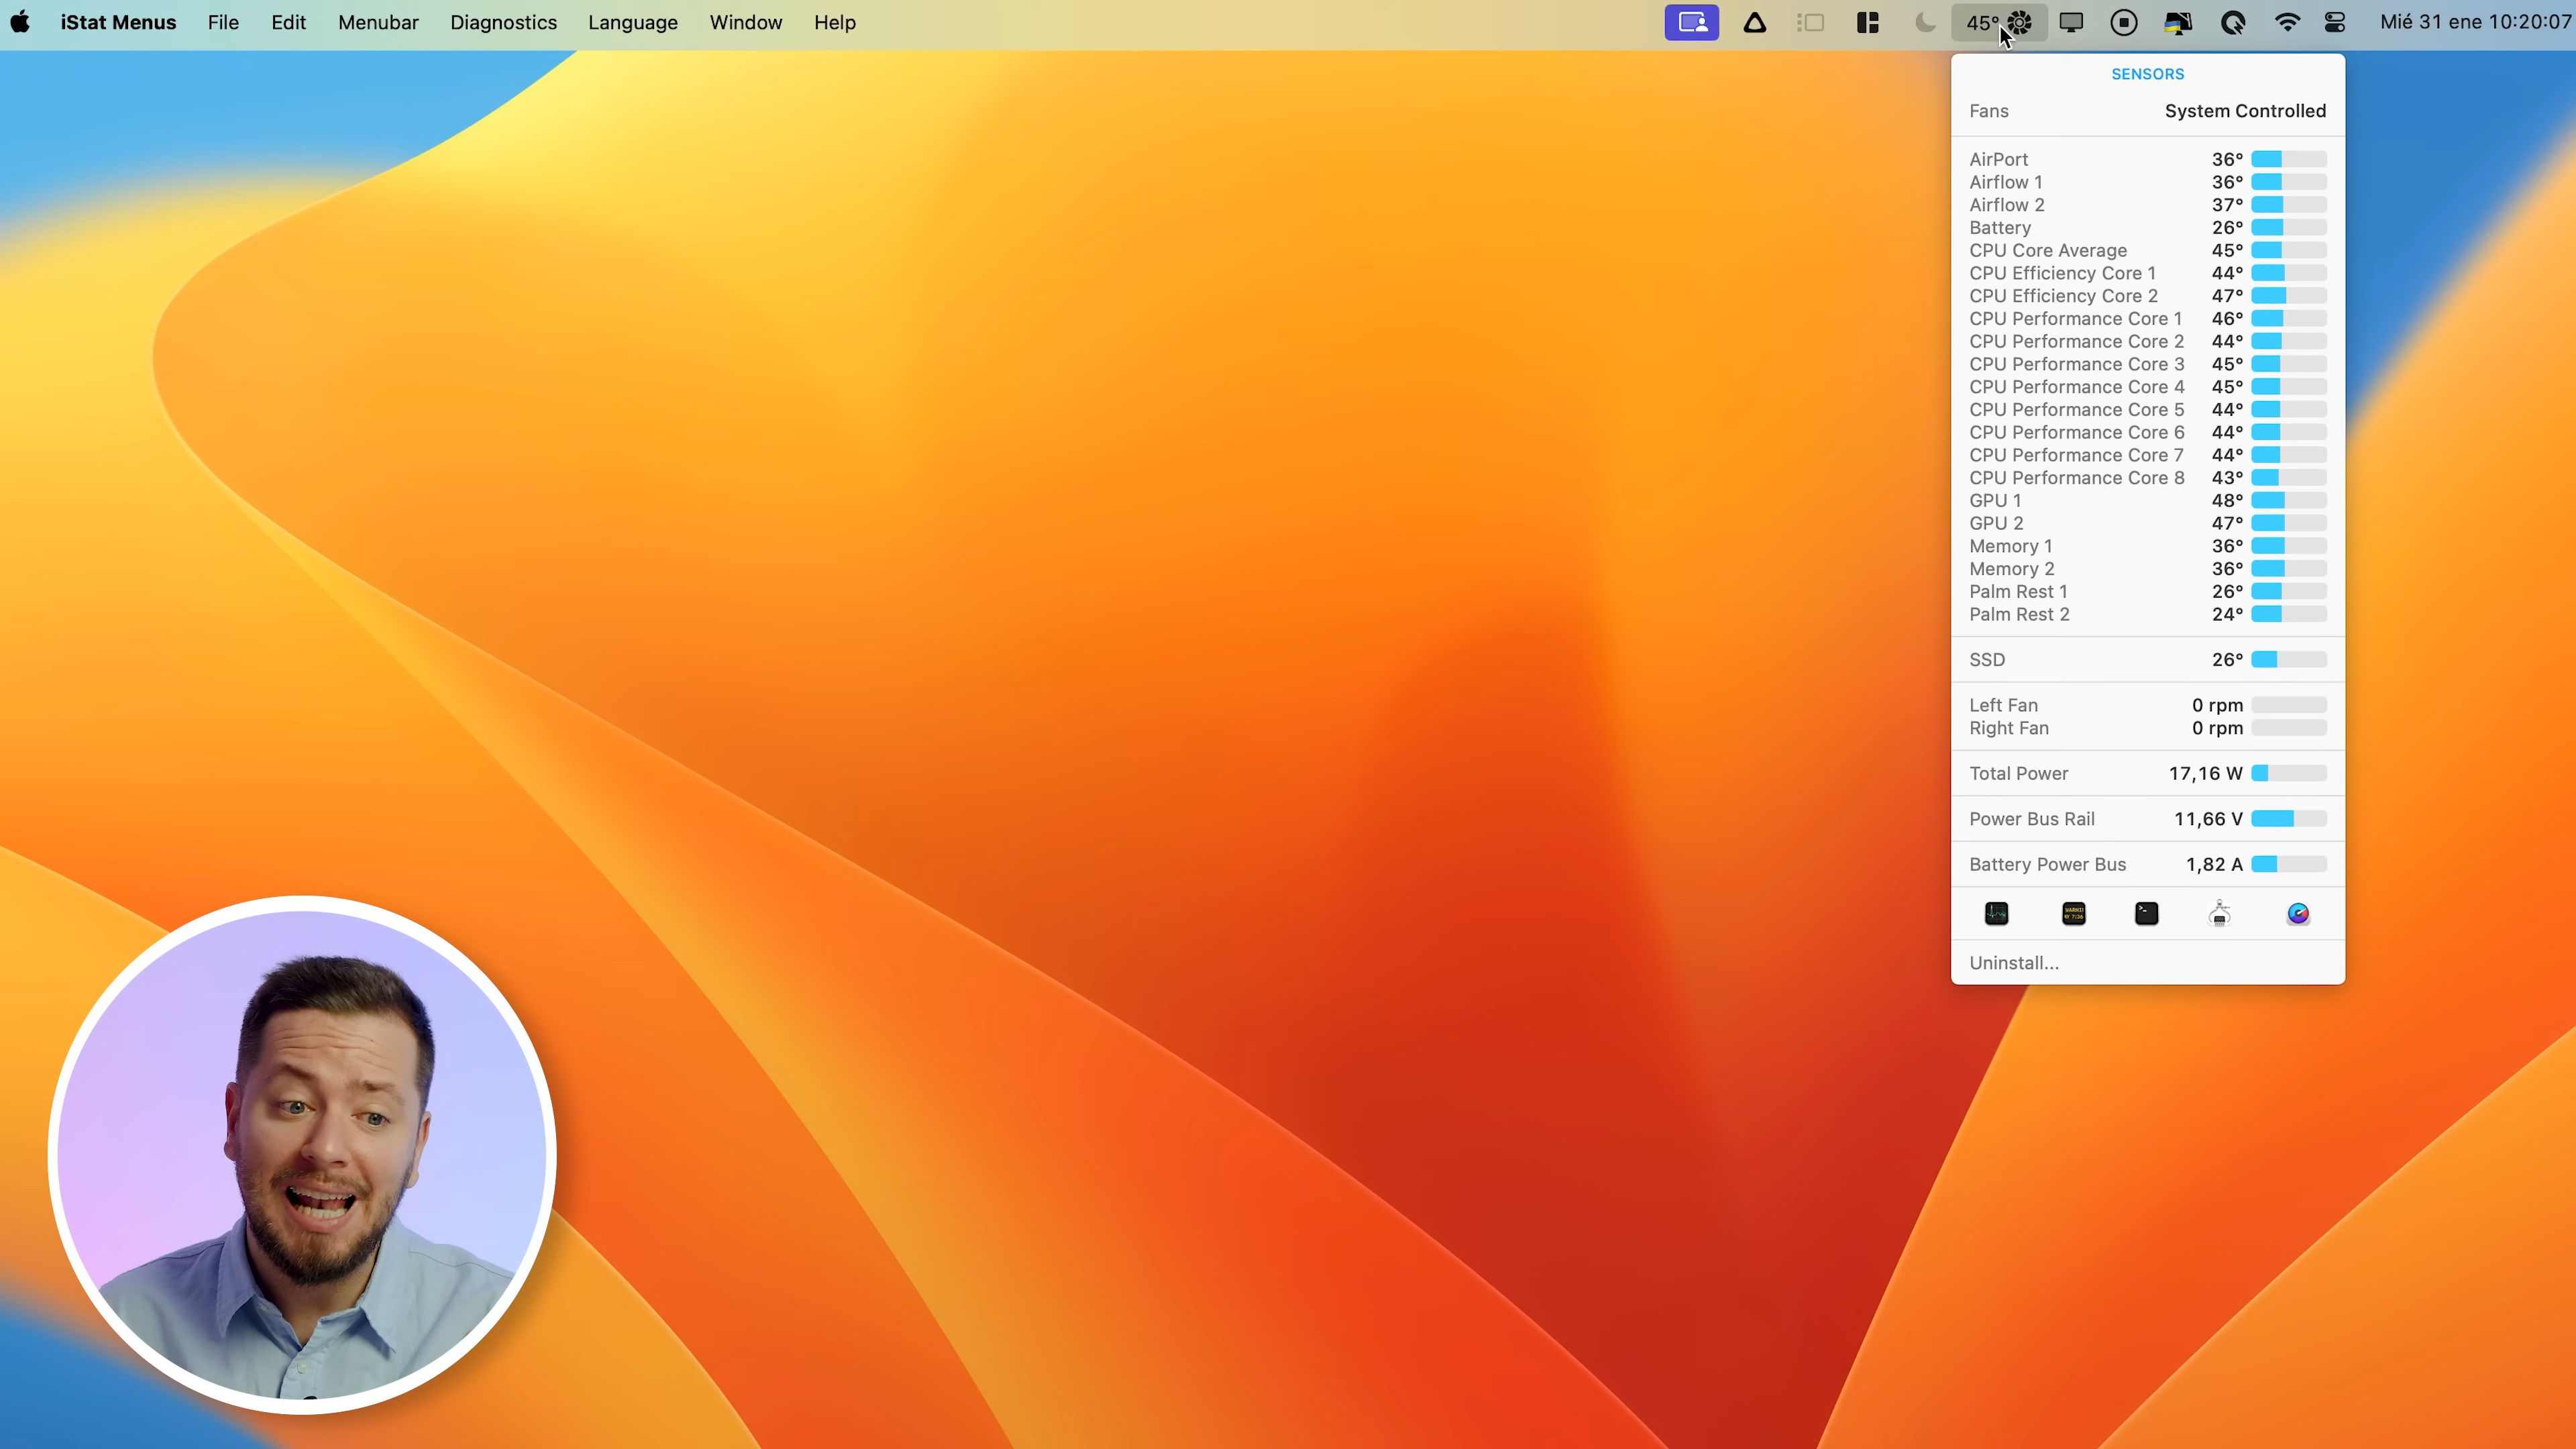 iStat Menus File Edit Menubar Diagnostics Language Window Help 45° Mié 31 ene 10:20:07
SENSORS
Fans System Controlled
AirPort 36°
Airflow 1 36°
Airflow 2 37°
Battery 26°
CPU Core Average 45°
CPU Efficiency Core 1 44°
CPU Efficiency Core 2 47°
CPU Performance Core 1 46°
CPU Performance Core 2 44°
CPU Performance Core 3 45°
CPU Performance Core 4 45°
CPU Performance Core 5 44°
CPU Performance Core 6 44°
CPU Performance Core 7 44°
CPU Performance Core 8 43°
GPU 1 48°
GPU 2 47°
Memory 1 36°
Memory 2 36°
Palm Rest 1 26°
Palm Rest 2 24°
SSD 26°
Left Fan 0 rpm
Right Fan 0 rpm
Total Power 17,16 W
Power Bus Rail 11,66 V
Battery Power Bus 1,82 A
Uninstall...